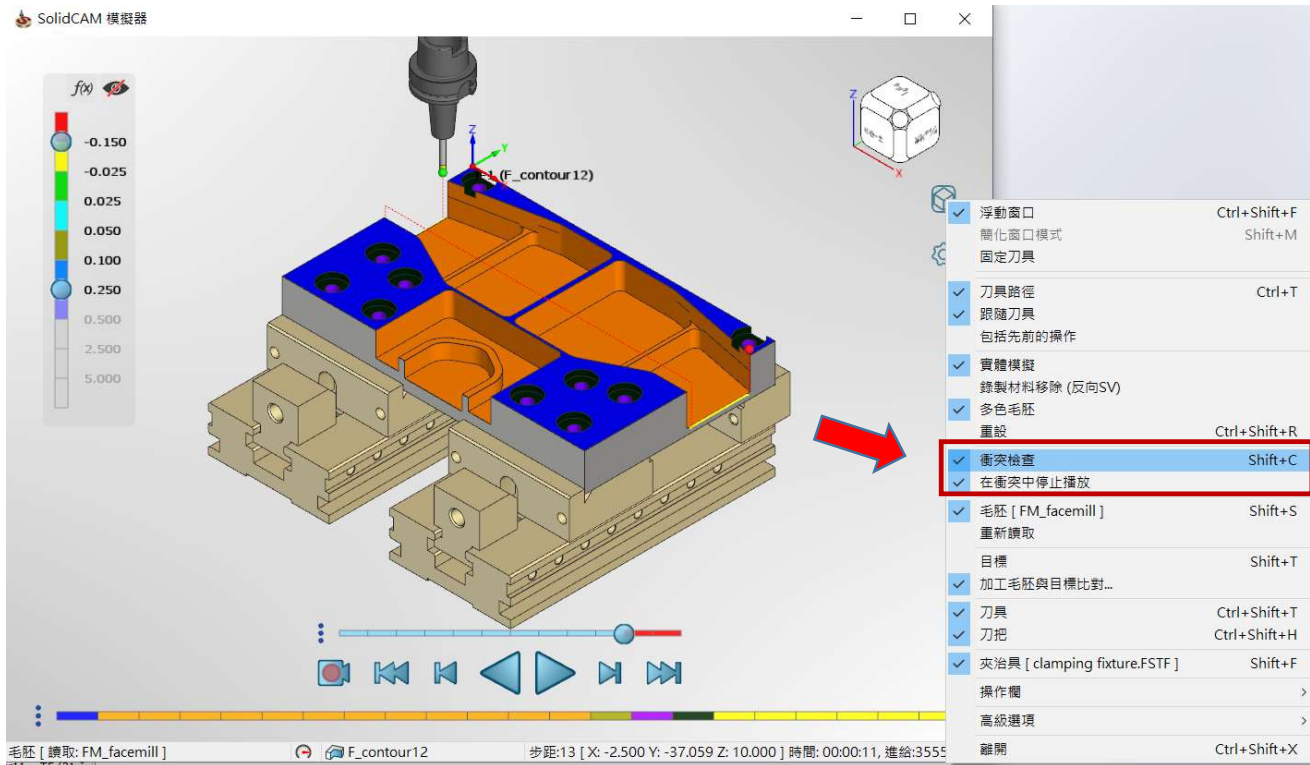 SolidCAM 模擬器
f(x)
-0.150
-0.025
0.025
0.050
0.100
0.250
0.500
2.500
5.000
Z
Y
(F_contour12)
Z
X
浮動窗口 Ctrl+Shift+F
簡化窗口模式 Shift+M
固定刀具
刀具路徑 Ctrl+T
跟隨刀具
包括先前的操作
實體模擬
錄製材料移除 (反向SV)
多色毛胚
重設 Ctrl+Shift+R
衝突檢查 Shift+C
在衝突中停止播放
毛胚 [ FM_facemill ] Shift+S
重新讀取
目標 Shift+T
加工毛胚與目標比對...
刀具 Ctrl+Shift+T
刀把 Ctrl+Shift+H
夾治具 [ clamping fixture.FSTF ] Shift+F
操作欄
高級選項
離開 Ctrl+Shift+X
毛胚 [ 讀取: FM_facemill ] F_contour12 步距:13 [ X: -2.500 Y: -37.059 Z: 10.000 ] 時間: 00:00:11, 進給:3555